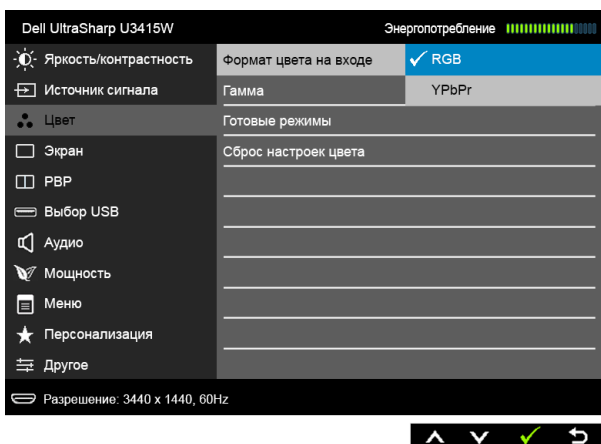 Dell UltraSharp U3415W Энергопотребление
Яркость/контрастность Формат цвета на входе RGB
Источник сигнала Гамма YPbPr
Цвет Готовые режимы
Экран Сброс настроек цвета
PBP
Выбор USB
Аудио
Мощность
Меню
Персонализация
Другое
Разрешение: 3440 x 1440, 60Hz